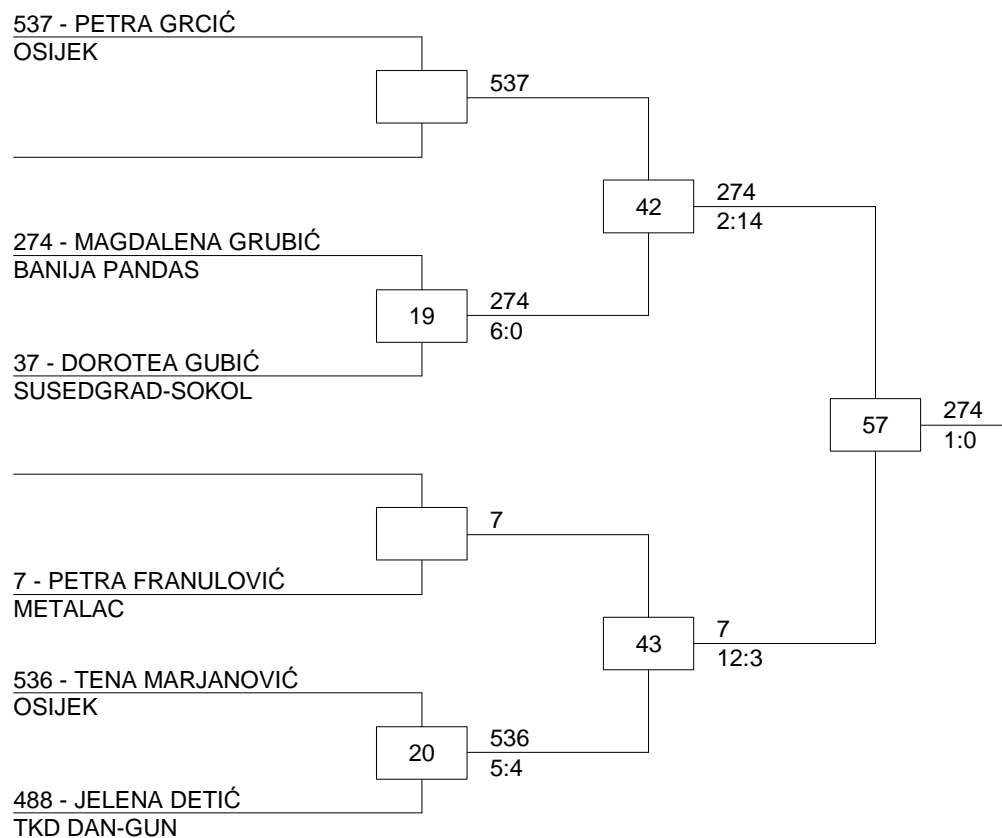 537 - PETRA GRCIĆ
OSIJEK
537
42
274
2:14
274 - MAGDALENA GRUBIĆ
BANIJA PANDAS
19
274
6:0
37 - DOROTEA GUBIĆ
SUSEDGRAD-SOKOL
57
274
1:0
7
7 - PETRA FRANULOVIĆ
METALAC
43
7
12:3
536 - TENA MARJANOVIĆ
OSIJEK
20
536
5:4
488 - JELENA DETIĆ
TKD DAN-GUN